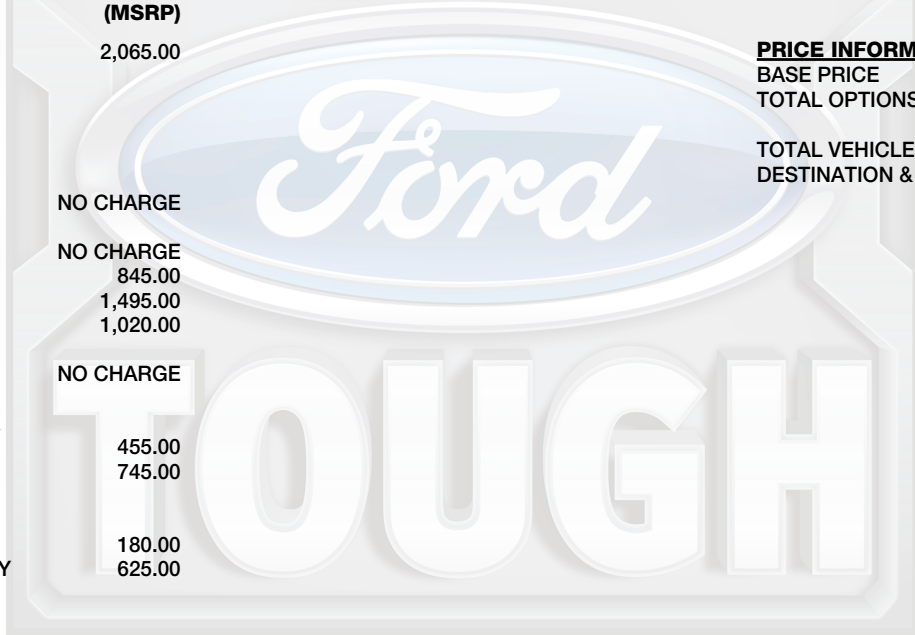 (MSRP)
2,065.00
NO CHARGE
NO CHARGE
845.00
1,495.00
1,020.00
NO CHARGE
455.00
745.00
180.00
Y 625.00
PRICE INFORM
BASE PRICE
TOTAL OPTIONS
TOTAL VEHICLE
DESTINATION &
Ford
TOUGH